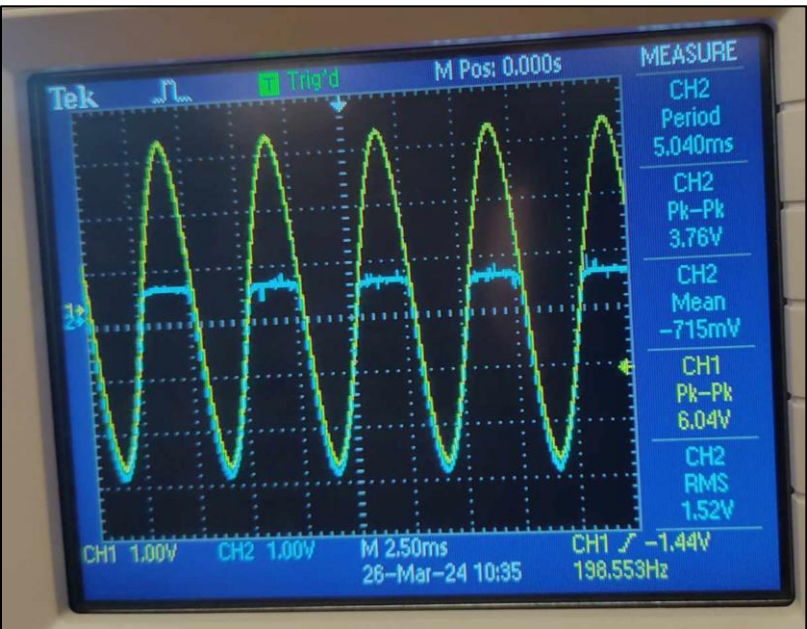 Tek T Trig'd M Pos: 0.000s MEASURE
CH2
Period
5.040ms
CH2
Pk-Pk
3.76V
CH2
Mean
-715mV
CH1
Pk-Pk
6.04V
CH2
RMS
1.52V
1
2
CH1 1.00V CH2 1.00V M 2.50ms CH1 -1.44V
26-Mar-24 10:35 198.553Hz